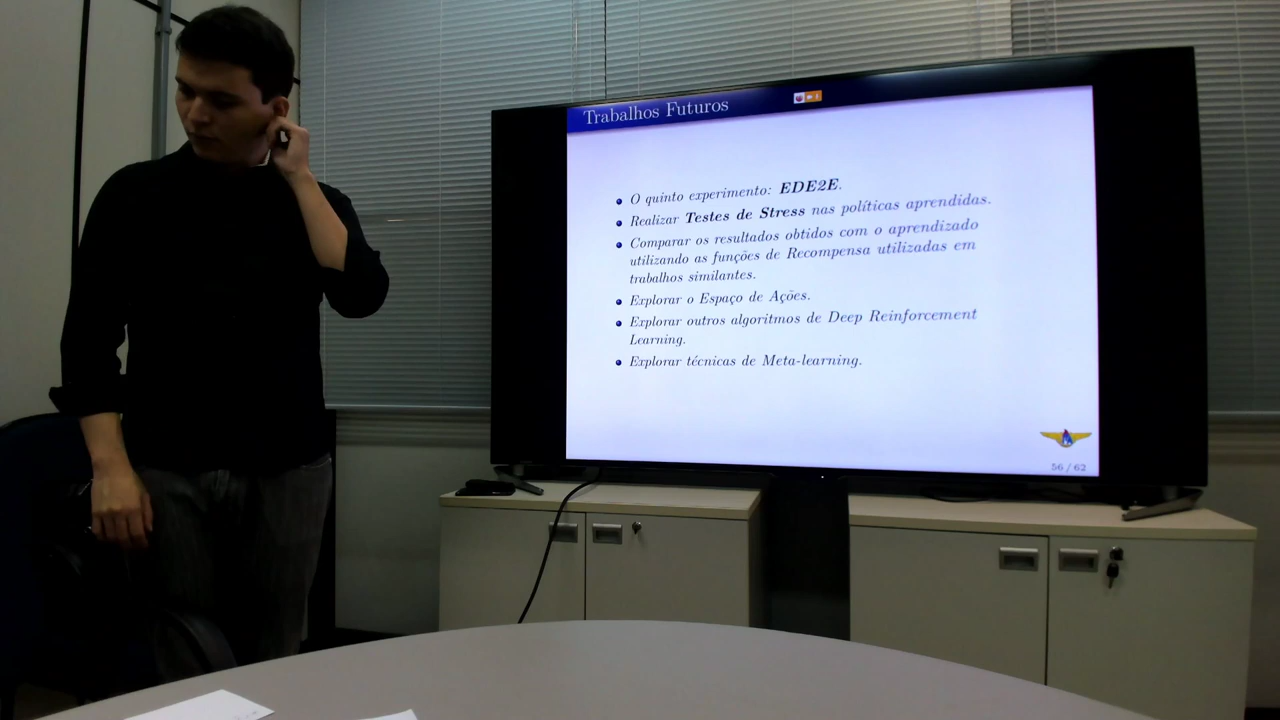 Trabalhos Futuros
O quinto experimento: EDE2E.
Realizar Testes de Stress nas políticas aprendidas.
Comparar os resultados obtidos com o aprendizado
utilizando as funções de Recompensa utilizadas em
trabalhos similantes.
Explorar o Espaço de Ações.
Explorar outros algoritmos de Deep Reinforcement
Learning.
Explorar técnicas de Meta-learning.
56 / 62